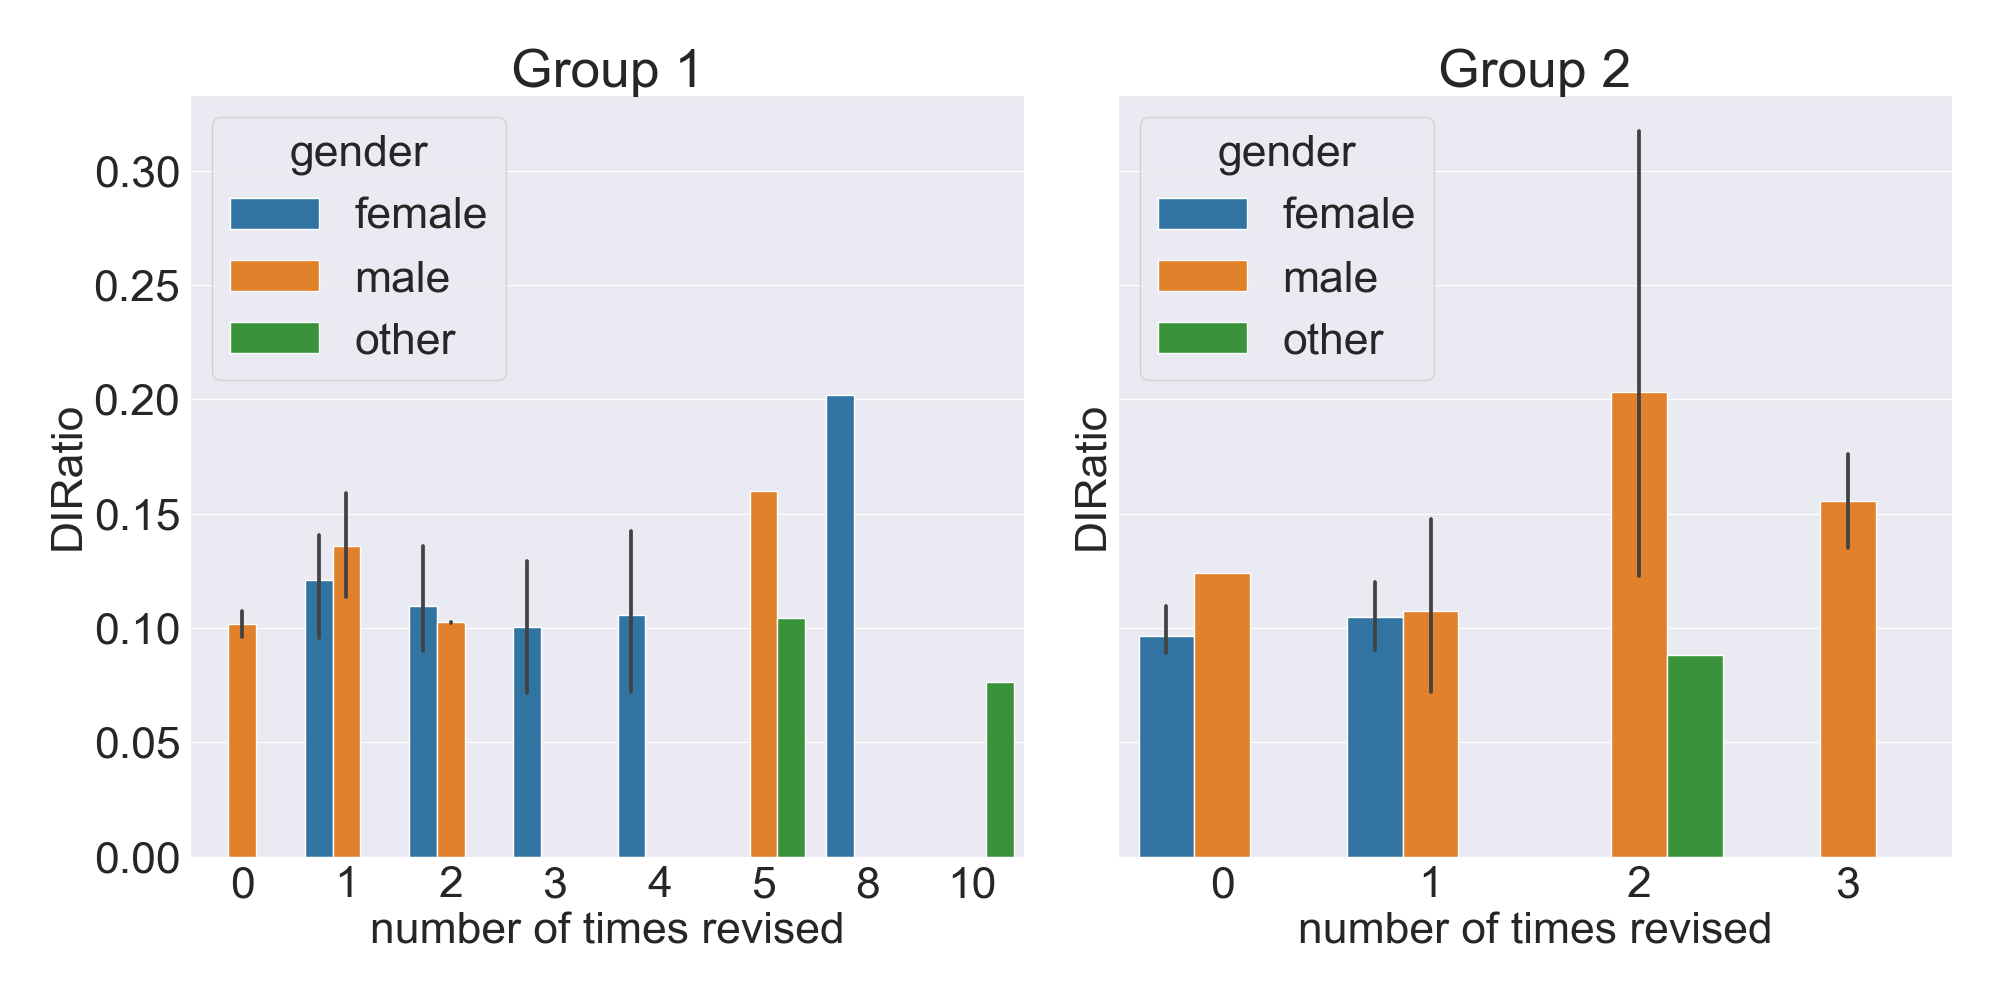 Group 1
gender
female
male
other
DIRatio
0.30
0.25
0.20
0.15
0.10
0.05
0.00
0 1 2 3 4 5 8 10
number of times revised
Group 2
gender
female
male
other
DIRatio
0 1 2 3
number of times revised